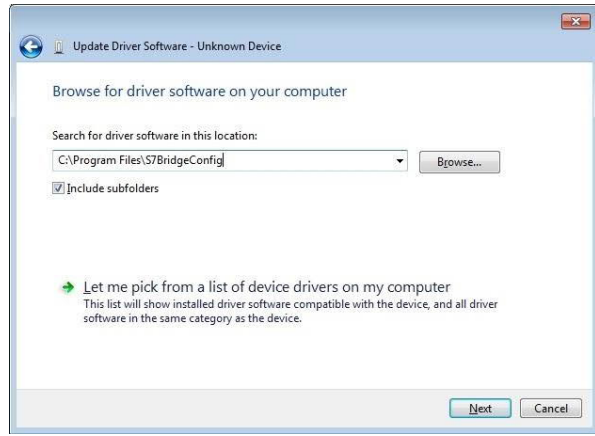 Update Driver Software - Unknown Device
Browse for driver software on your computer
Search for driver software in this location:
C:\Program Files\S7BridgeConfig
Browse...
Include subfolders
Let me pick from a list of device drivers on my computer
This list will show installed driver software compatible with the device, and all driver
software in the same category as the device.
Next
Cancel